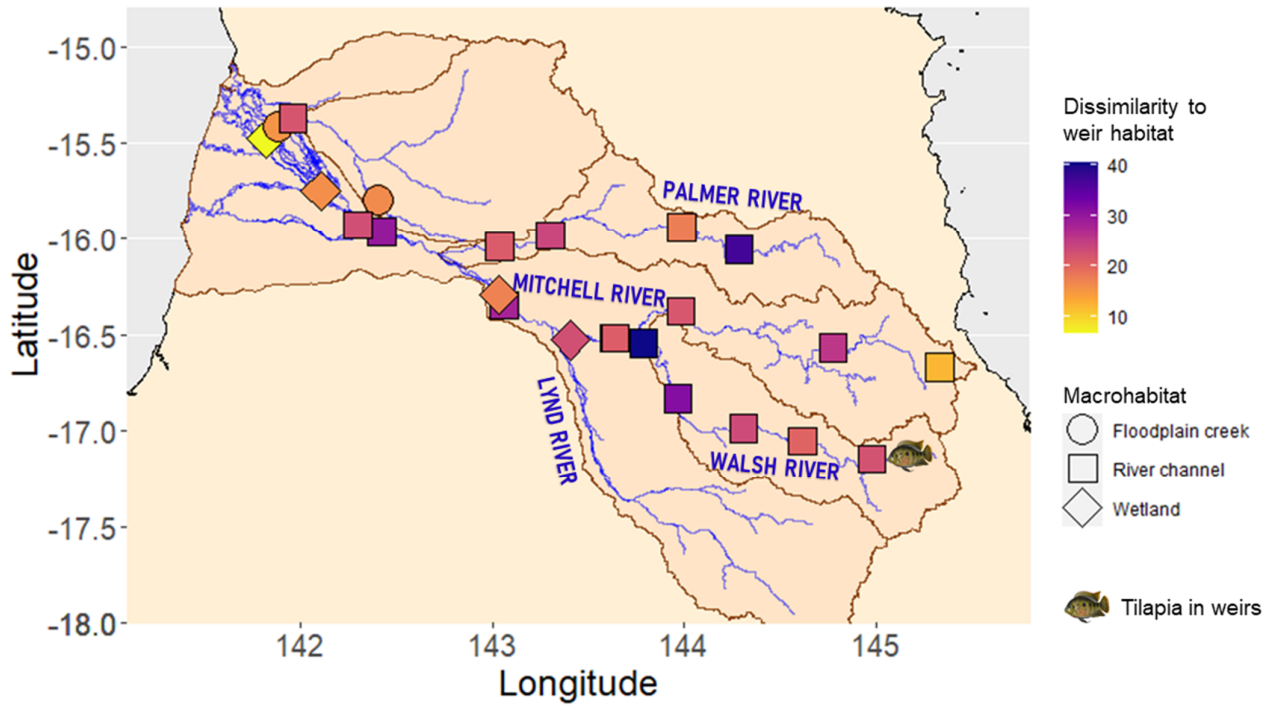 -15.0
-15.5
-16.0
-16.5
-17.0
-17.5
-18.0
Latitude
142
143
144
145
Longitude
PALMER RIVER
MITCHELL RIVER
LYND RIVER
WALSH RIVER
Dissimilarity to
weir habitat
40
30
20
10
Macrohabitat
Floodplain creek
River channel
Wetland
Tilapia in weirs